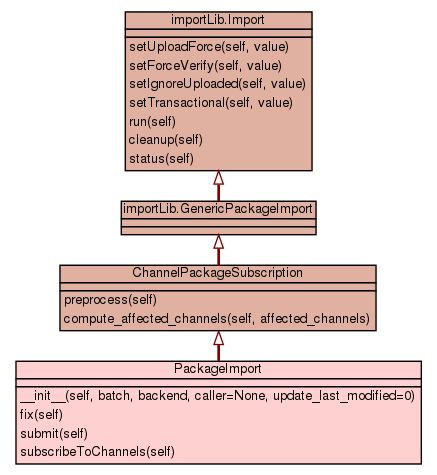 importLib.Import
setUploadForce(self, value)
setForceVerify(self, value)
setIgnoreUploaded(self, value)
setTransactional(self, value)
run(self)
cleanup(self)
status(self)
importLib.GenericPackageImport
ChannelPackageSubscription
preprocess(self)
compute_affected_channels(self, affected_channels)
PackageImport
__init__(self, batch, backend, caller=None, update_last_modified=0)
fix(self)
submit(self)
subscribeToChannels(self)